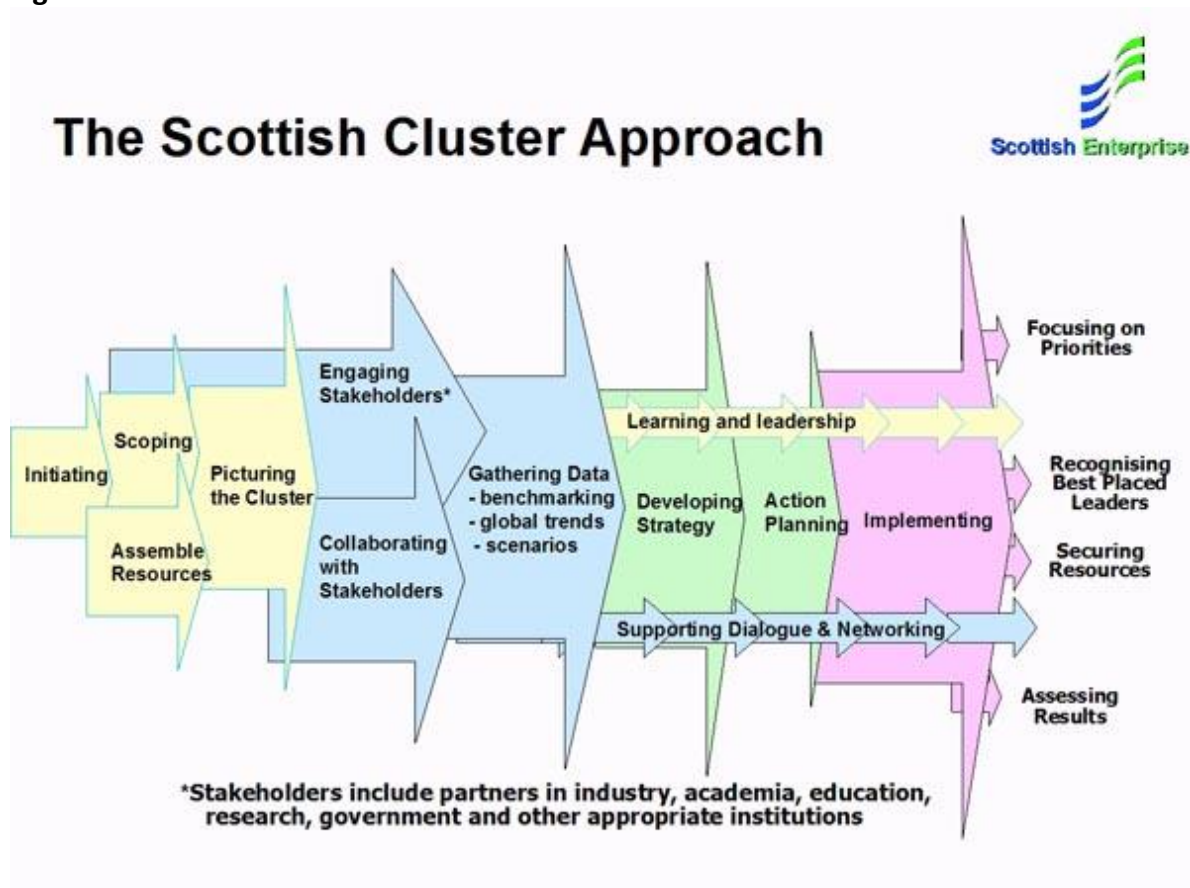 The Scottish Cluster Approach
Scottish Enterprise
Initiating
Scoping
Assemble
Resources
Picturing
the Cluster
Engaging
Stakeholders*
Collaborating
with
Stakeholders
Gathering Data
- benchmarking
- global trends
- scenarios
Learning and leadership
Developing
Strategy
Action
Planning
Implementing
Supporting Dialogue & Networking
Focusing on
Priorities
Recognising
Best Placed
Leaders
Securing
Resources
Assessing
Results
*Stakeholders include partners in industry, academia, education,
research, government and other appropriate institutions